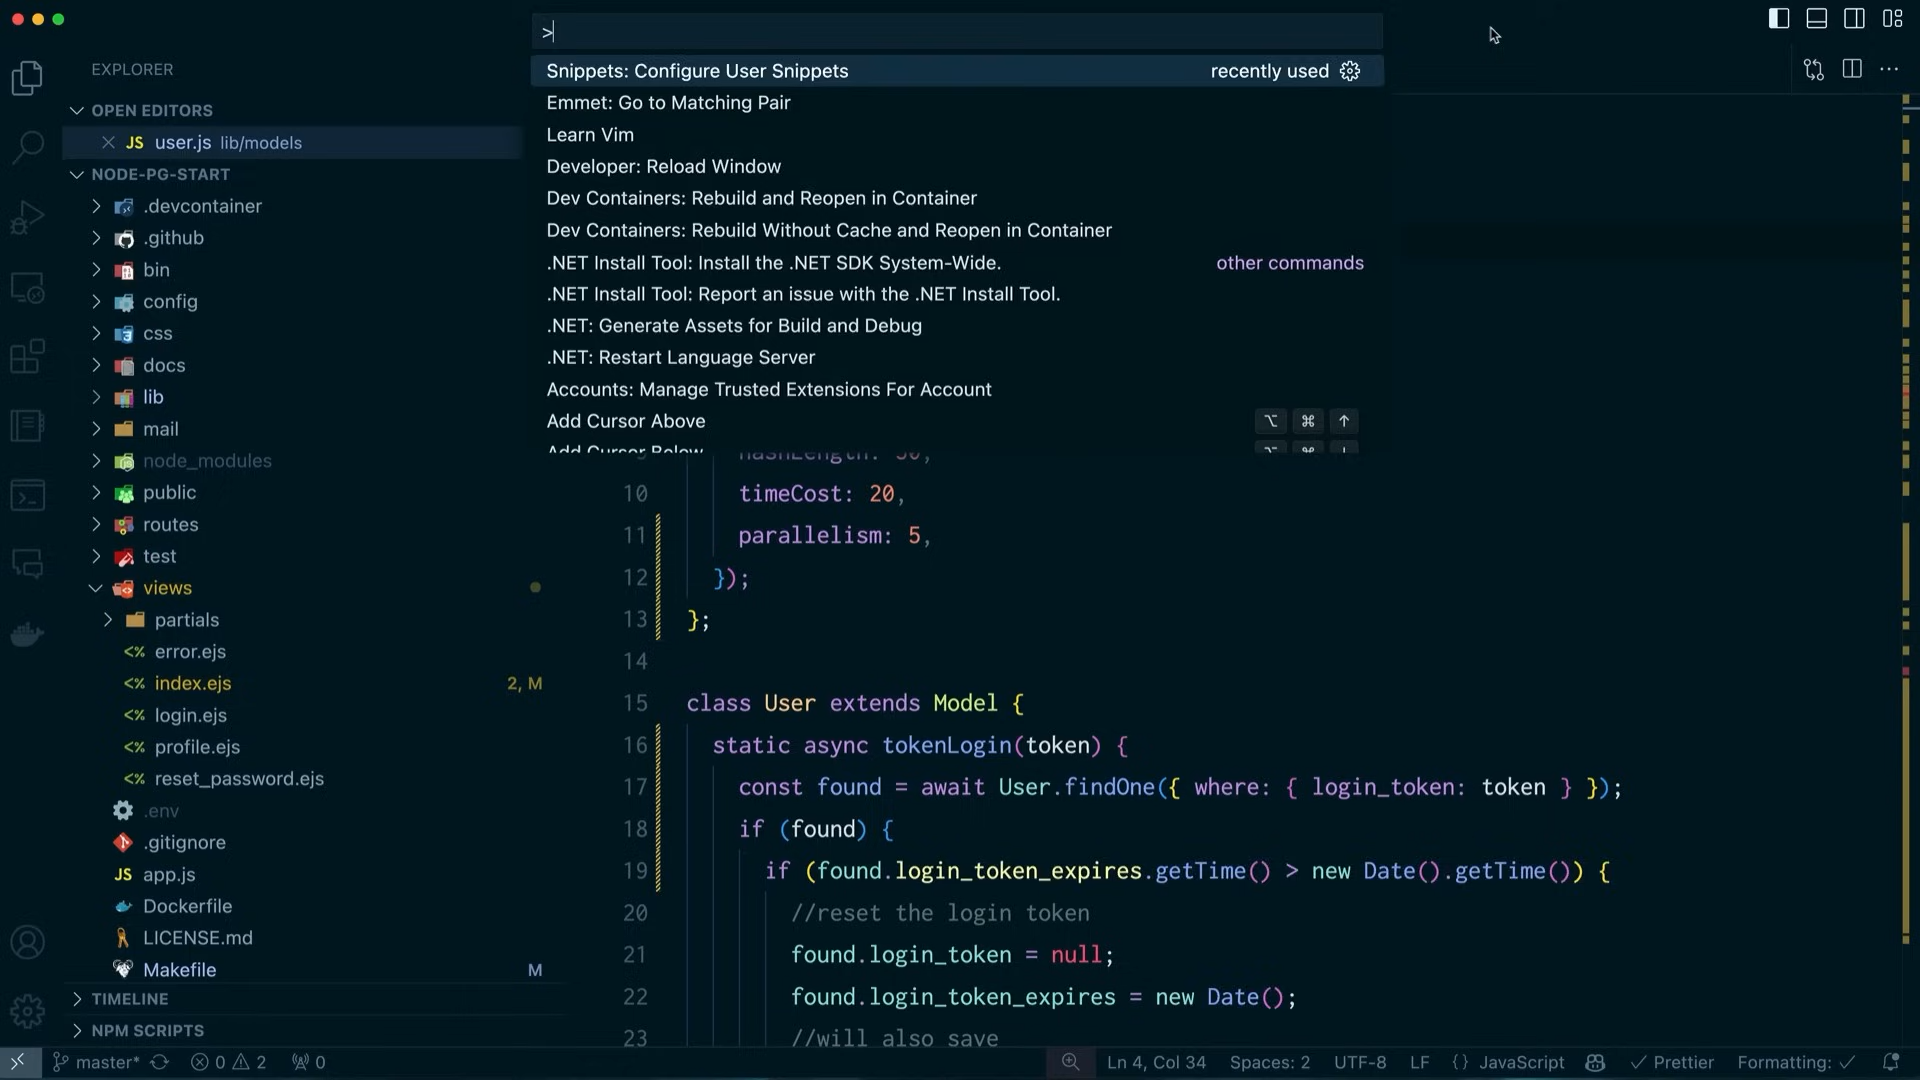 >
Snippets: Configure User Snippets recently used
Emmet: Go to Matching Pair
Learn Vim
Developer: Reload Window
Dev Containers: Rebuild and Reopen in Container
Dev Containers: Rebuild Without Cache and Reopen in Container
.NET Install Tool: Install the .NET SDK System-Wide. other commands
.NET Install Tool: Report an issue with the .NET Install Tool.
.NET: Generate Assets for Build and Debug
.NET: Restart Language Server
Accounts: Manage Trusted Extensions For Account
Add Cursor Above ⌥ ⌘ ↑
Add Cursor Below ⌥ ⌘ ↓
EXPLORER
OPEN EDITORS
JS user.js lib/models
NODE-PG-START
.devcontainer
.github
bin
config
css
docs
lib
mail
node_modules
public
routes
test
views
partials
<% error.ejs
<% index.ejs 2, M
<% login.ejs
<% profile.ejs
<% reset_password.ejs
.env
.gitignore
JS app.js
Dockerfile
LICENSE.md
Makefile M
TIMELINE
NPM SCRIPTS
hashLength:
10 timeCost: 20,
11 parallelism: 5,
12 });
13 };
14
15 class User extends Model {
16 static async tokenLogin(token) {
17 const found = await User.findOne({ where: { login_token: token } });
18 if (found) {
19 if (found.login_token_expires.getTime() > new Date().getTime()) {
20 //reset the login token
21 found.login_token = null;
22 found.login_token_expires = new Date();
23 //will also save
master* 0 2 0 Ln 4, Col 34 Spaces: 2 UTF-8 LF {} JavaScript Prettier Formatting: ✓